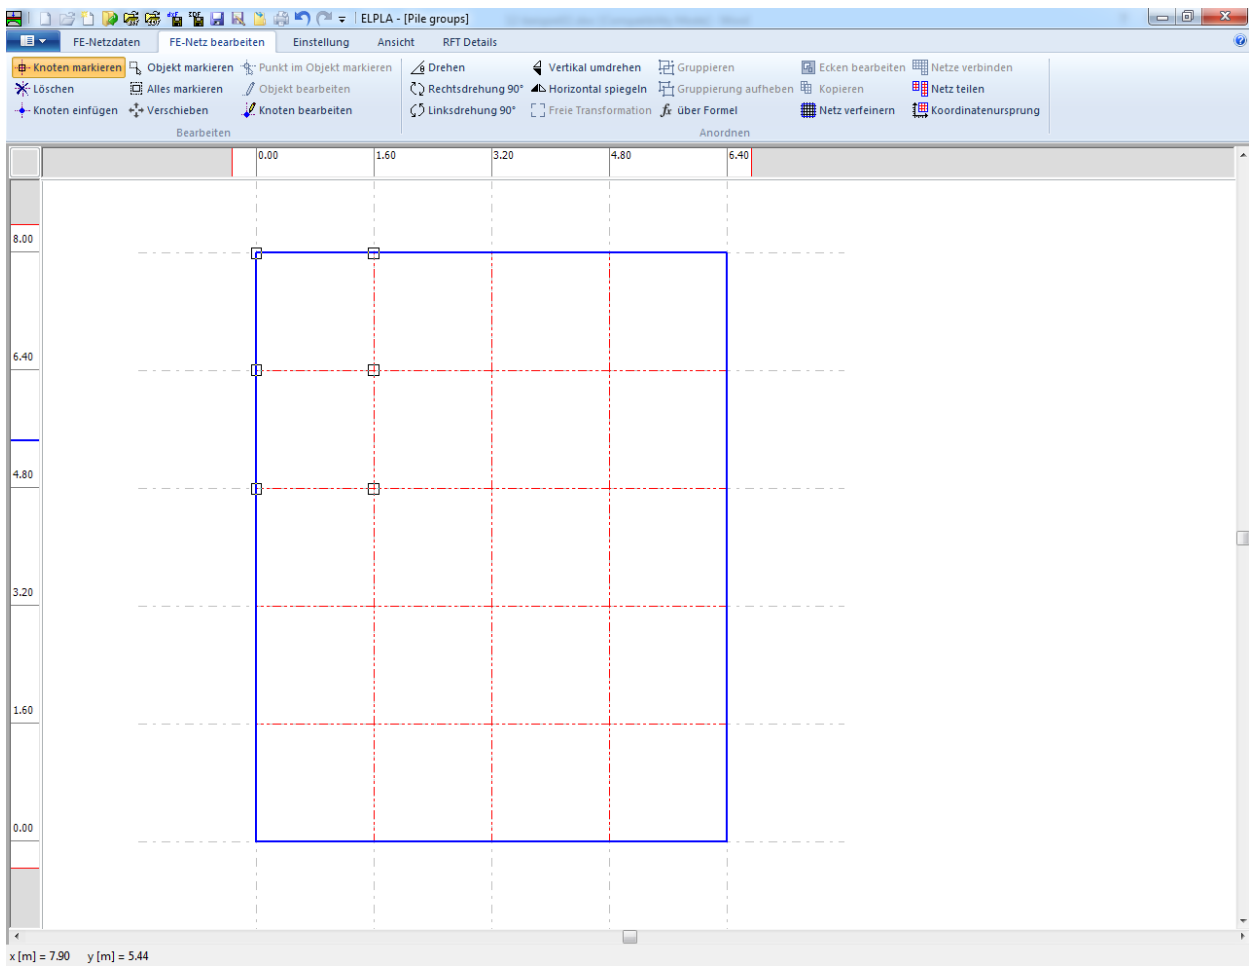 ELPLA - [Pile groups]
FE-Netzdaten FE-Netz bearbeiten Einstellung Ansicht RFT Details
Knoten markieren Objekt markieren Punkt im Objekt markieren Drehen Vertikal umdrehen Gruppieren Ecken bearbeiten Netze verbinden
Löschen Alles markieren Objekt bearbeiten Rechtsdrehung 90° Horizontal spiegeln Gruppierung aufheben Kopieren Netz teilen
Knoten einfügen Verschieben Knoten bearbeiten Linksdrehung 90° Freie Transformation fx über Formel Netz verfeinern Koordinatenursprung
Bearbeiten Anordnen
0.00 1.60 3.20 4.80 6.40
8.00
6.40
4.80
3.20
1.60
0.00
x [m] = 7.90 y [m] = 5.44